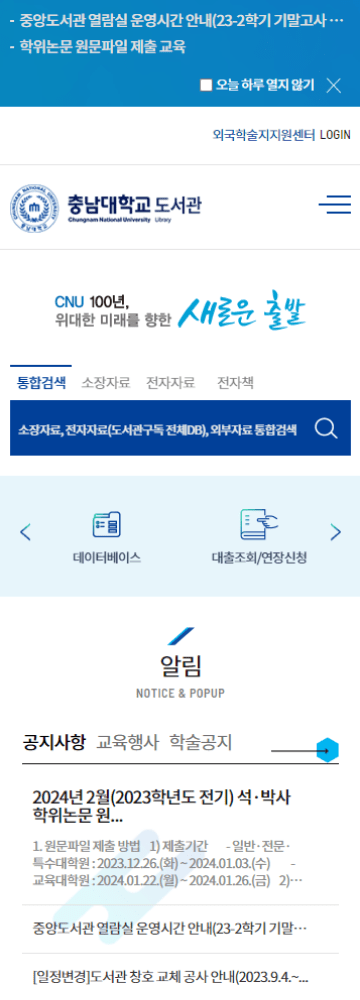 - 중앙도서관 열람실 운영시간 안내(23-2학기 기말고사 …
- 학위논문 원문파일 제출 교육
오늘 하루 열지 않기
외국학술지지원센터 LOGIN
충남대학교 도서관
Chungnam National University Library
CNU 100년,
위대한 미래를 향한 새로운 출발
통합검색 소장자료 전자자료 전자책
소장자료, 전자자료(도서관구독 전체DB), 외부자료 통합검색
데이터베이스 대출조회/연장신청
알림
NOTICE & POPUP
공지사항 교육행사 학술공지
2024년 2월(2023학년도 전기) 석·박사
학위논문 원...
1. 원문파일 제출 방법 1) 제출기간 - 일반·전문·
특수대학원 : 2023.12.26.(화) ~ 2024.01.03.(수) -
교육대학원 : 2024.01.22.(월) ~ 2024.01.26.(금) 2)…
중앙도서관 열람실 운영시간 안내(23-2학기 기말…
[일정변경]도서관 창호 교체 공사 안내(2023.9.4.~...